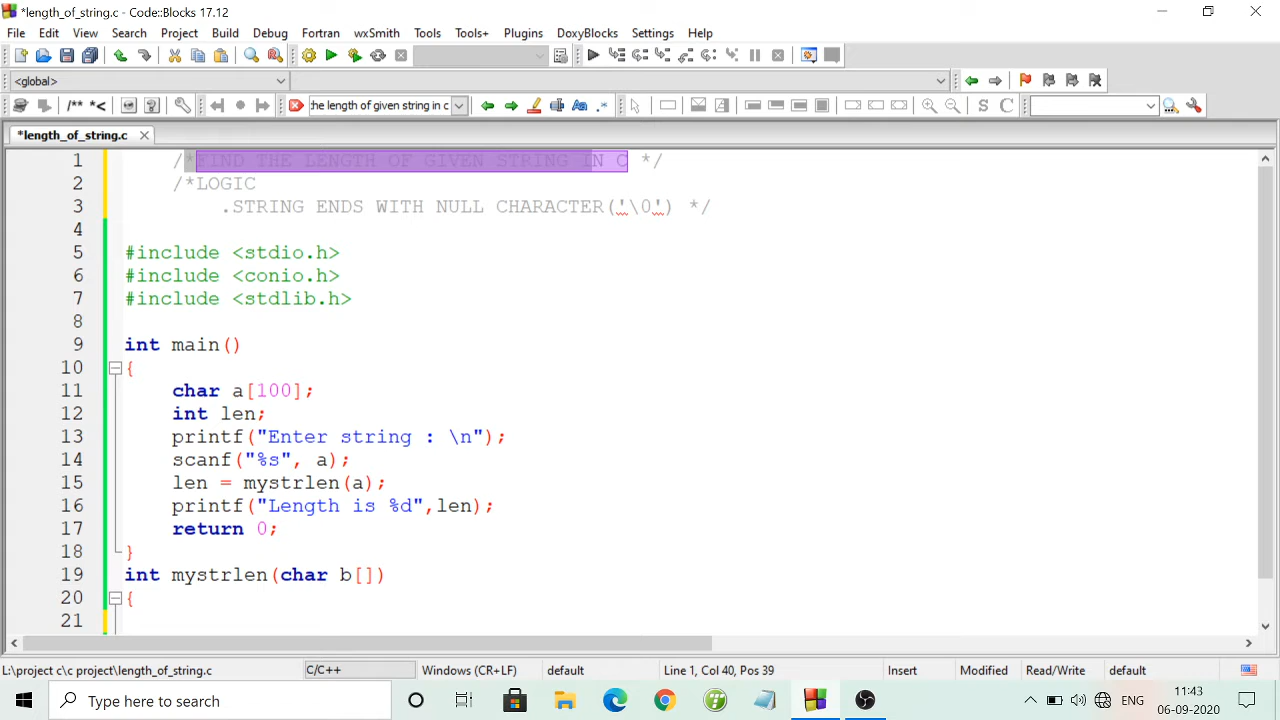 *length_of_string.c - Code::Blocks 17.12
File Edit View Search Project Build Debug Fortran wxSmith Tools Tools+ Plugins DoxyBlocks Settings Help
<global>
/** *< the length of given string in c Aa .* S C
*length_of_string.c
1 /*FIND THE LENGTH OF GIVEN STRING IN C */
2 /*LOGIC
3 .STRING ENDS WITH NULL CHARACTER('\0') */
4
5 #include <stdio.h>
6 #include <conio.h>
7 #include <stdlib.h>
8
9 int main()
10 {
11 char a[100];
12 int len;
13 printf("Enter string : \n");
14 scanf("%s", a);
15 len = mystrlen(a);
16 printf("Length is %d",len);
17 return 0;
18 }
19 int mystrlen(char b[])
20 {
21
L:\project c\c project\length_of_string.c C/C++ Windows (CR+LF) default Line 1, Col 40, Pos 39 Insert Modified Read/Write default
Type here to search ENG 11:43
06-09-2020